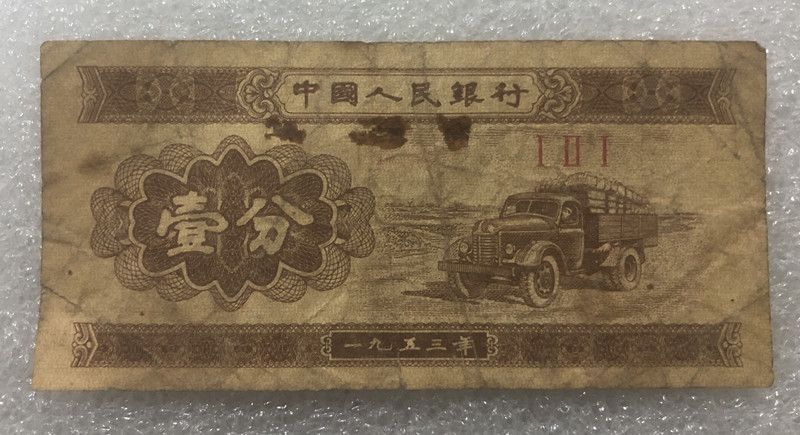 中國人民銀行
I II I
壹分
一九五三年